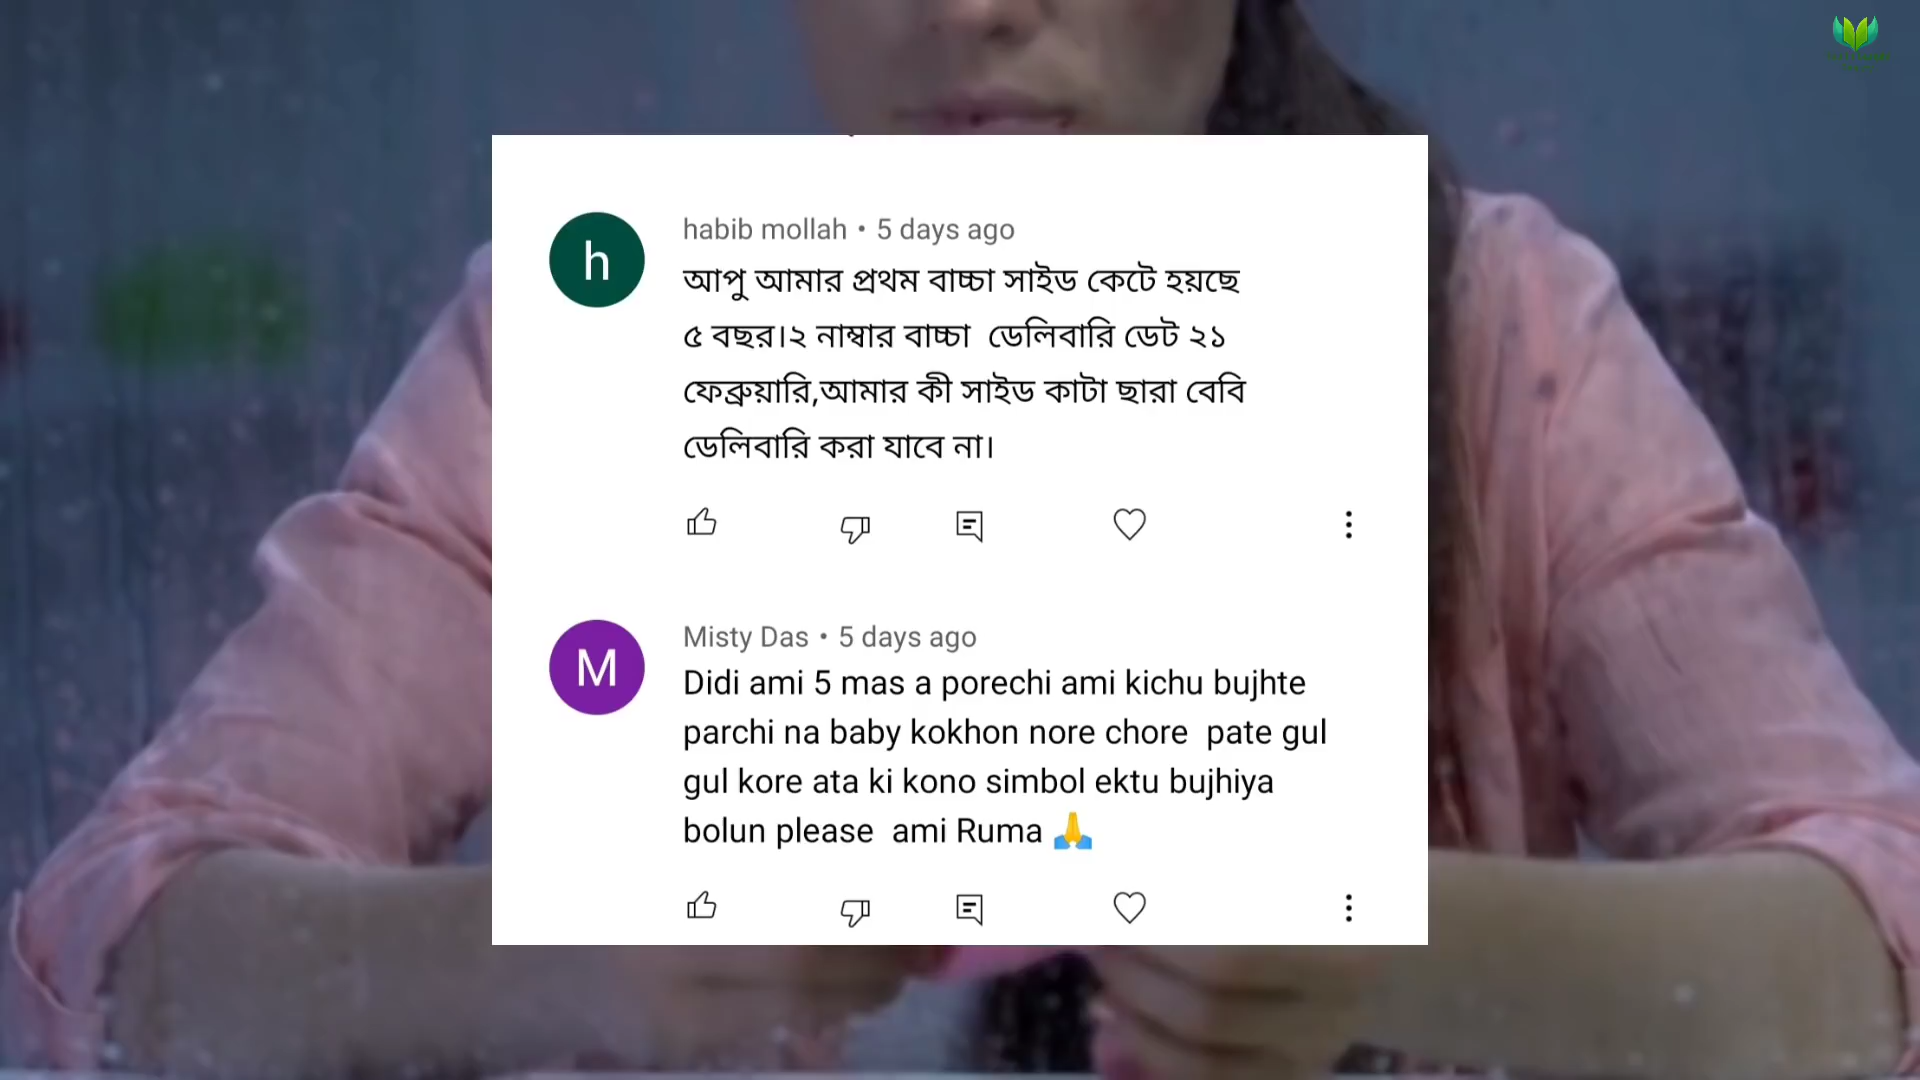 habib mollah • 5 days ago
আপু আমার প্রথম বাচ্চা সাইড কেটে হয়ছে
৫ বছর।২ নাম্বার বাচ্চা ডেলিবারি ডেট ২১
ফেব্রুয়ারি,আমার কী সাইড কাটা ছারা বেবি
ডেলিবারি করা যাবে না।
Misty Das • 5 days ago
Didi ami 5 mas a porechi ami kichu bujhte
parchi na baby kokhon nore chore pate gul
gul kore ata ki kono simbol ektu bujhiya
bolun please ami Ruma 🙏